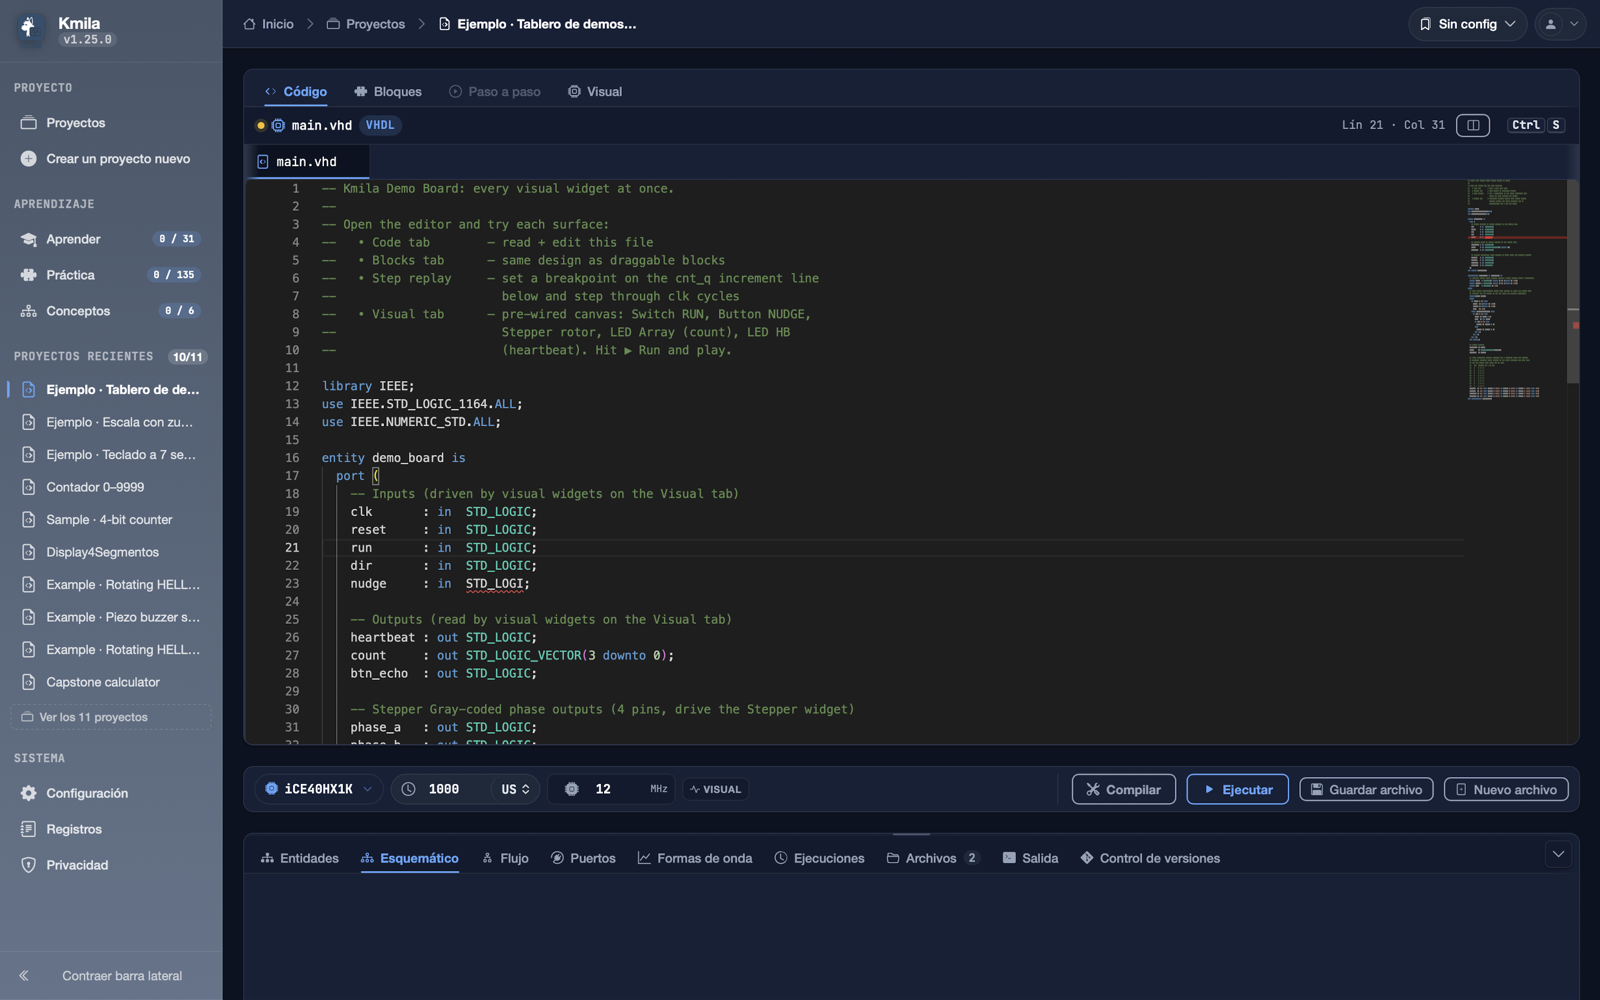 Kmila
v1.25.0
PROYECTO
Proyectos
Crear un proyecto nuevo
APRENDIZAJE
Aprender 0 / 31
Práctica 0 / 135
Conceptos 0 / 6
PROYECTOS RECIENTES 10/11
Ejemplo · Tablero de de...
Ejemplo · Escala con zu...
Ejemplo · Teclado a 7 se...
Contador 0–9999
Sample · 4-bit counter
Display4Segmentos
Example · Rotating HELL...
Example · Piezo buzzer s...
Example · Rotating HELL...
Capstone calculator
Ver los 11 proyectos
SISTEMA
Configuración
Registros
Privacidad
Contraer barra lateral
Inicio > Proyectos > Ejemplo · Tablero de demos...
Sin config
Código Bloques Paso a paso Visual
main.vhd VHDL Lín 21 · Col 31 Ctrl S
main.vhd
1 -- Kmila Demo Board: every visual widget at once.
2 --
3 -- Open the editor and try each surface:
4 -- • Code tab — read + edit this file
5 -- • Blocks tab — same design as draggable blocks
6 -- • Step replay — set a breakpoint on the cnt_q increment line
7 -- below and step through clk cycles
8 -- • Visual tab — pre-wired canvas: Switch RUN, Button NUDGE,
9 -- Stepper rotor, LED Array (count), LED HB
10 -- (heartbeat). Hit ▶ Run and play.
11
12 library IEEE;
13 use IEEE.STD_LOGIC_1164.ALL;
14 use IEEE.NUMERIC_STD.ALL;
15
16 entity demo_board is
17 port (
18 -- Inputs (driven by visual widgets on the Visual tab)
19 clk : in STD_LOGIC;
20 reset : in STD_LOGIC;
21 run : in STD_LOGIC;
22 dir : in STD_LOGIC;
23 nudge : in STD_LOGI;
24
25 -- Outputs (read by visual widgets on the Visual tab)
26 heartbeat : out STD_LOGIC;
27 count : out STD_LOGIC_VECTOR(3 downto 0);
28 btn_echo : out STD_LOGIC;
29
30 -- Stepper Gray-coded phase outputs (4 pins, drive the Stepper widget)
31 phase_a : out STD_LOGIC;
32 phase_b : out STD_LOGIC;
iCE40HX1K 1000 US 12 MHz VISUAL Compilar Ejecutar Guardar archivo Nuevo archivo
Entidades Esquemático Flujo Puertos Formas de onda Ejecuciones Archivos 2 Salida Control de versiones